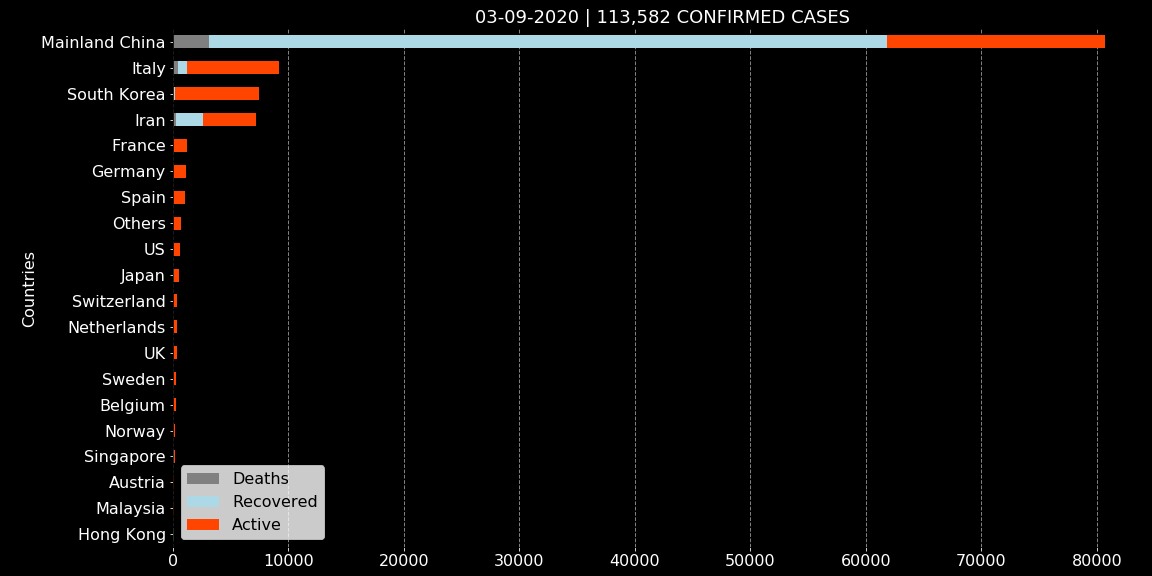 03-09-2020 | 113,582 CONFIRMED CASES
Countries
Mainland China
Italy
South Korea
Iran
France
Germany
Spain
Others
US
Japan
Switzerland
Netherlands
UK
Sweden
Belgium
Norway
Singapore
Austria
Malaysia
Hong Kong
Deaths
Recovered
Active
0 10000 20000 30000 40000 50000 60000 70000 80000